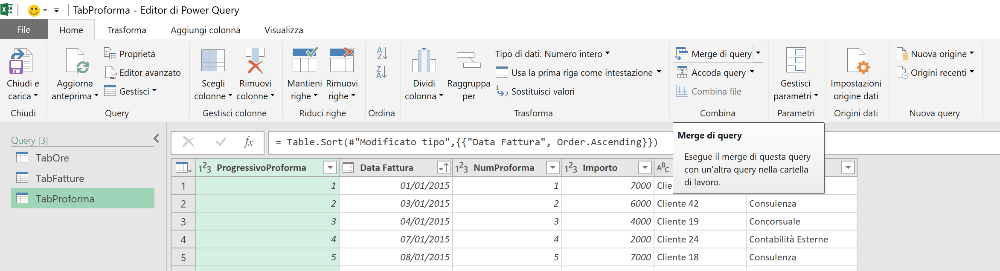 TabProforma - Editor di Power Query
File Home Trasforma Aggiungi colonna Visualizza
Chiudi e carica
Chiudi
Aggiorna anteprima
Proprietà
Editor avanzato
Gestisci
Query
Scegli colonne
Rimuovi colonne
Gestisci colonne
Mantieni righe
Rimuovi righe
Riduci righe
A Z
Z A
Ordina
Dividi colonna
Raggruppa per
Tipo di dati: Numero intero
Usa la prima riga come intestazione
1 2 Sostituisci valori
Trasforma
Merge di query
Accoda query
Combina file
Combina
Gestisci parametri
Parametri
Impostazioni origine dati
Origini dati
Nuova origine
Origini recenti
Nuova query
Query [3]
TabOre
TabFatture
TabProforma
fx = Table.Sort(#"Modificato tipo",{{"Data Fattura", Order.Ascending}})
Merge di query
Esegue il merge di questa query
con un'altra query nella cartella
di lavoro.
123 ProgressivoProforma Data Fattura 123 NumProforma 123 Importo ABC
1 1 01/01/2015 1 7000 Clie
2 2 03/01/2015 2 6000 Cliente 42 Consulenza
3 3 04/01/2015 3 4000 Cliente 19 Concorsuale
4 4 07/01/2015 4 2000 Cliente 24 Contabilità Esterne
5 5 08/01/2015 5 7000 Cliente 18 Consulenza